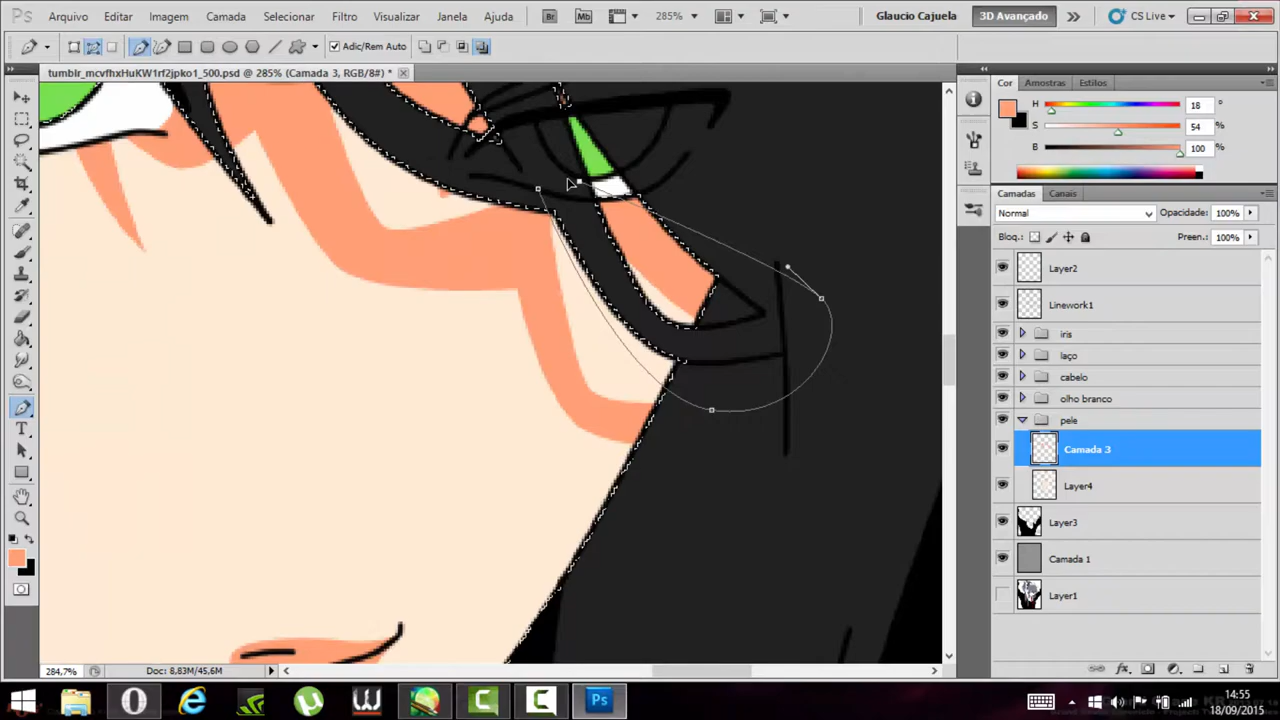 Ps Arquivo Editar Imagem Camada Selecionar Filtro Visualizar Janela Ajuda Br Mb 285% Glaucio Cajuela 3D Avançado CS Live
Adic/Rem Auto
tumblr_mcvfhxHuKW1rf2jpko1_500.psd @ 285% (Camada 3, RGB/8#) *
Cor Amostras Estilos
H 18 °
S 54 %
B 100 %
Camadas Canais
Normal Opacidade: 100%
Bloq.: Preen.: 100%
Layer2
Linework1
iris
laço
cabelo
olho branco
pele
Camada 3
Layer4
Layer3
Camada 1
Layer1
284,7% Doc: 8,83M/45,6M
14:55
18/09/2015